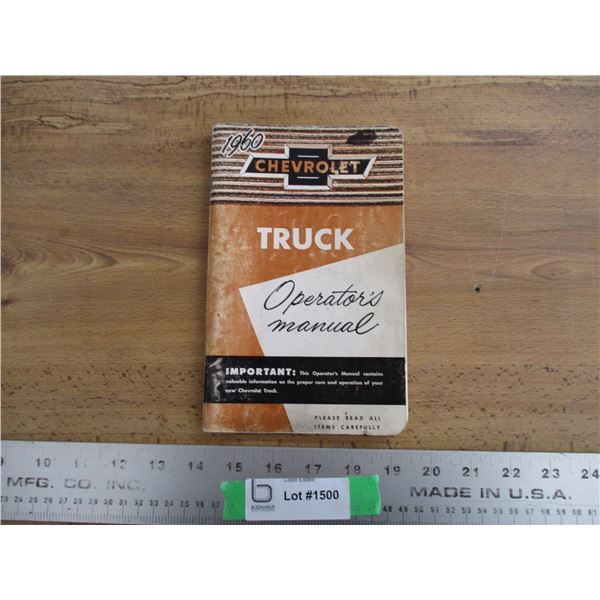 1960
CHEVROLET
TRUCK
Operator's
manual
IMPORTANT: This Operator's Manual contains
valuable information on the proper care and operation of your
new Chevrolet Truck.
PLEASE READ ALL
ITEMS CAREFULLY
9 10 11 12 13 14 15 16 17 18 19 20 21 22 23 24
MFG. CO. INC.
MADE IN U.S.A.
Lot #1500